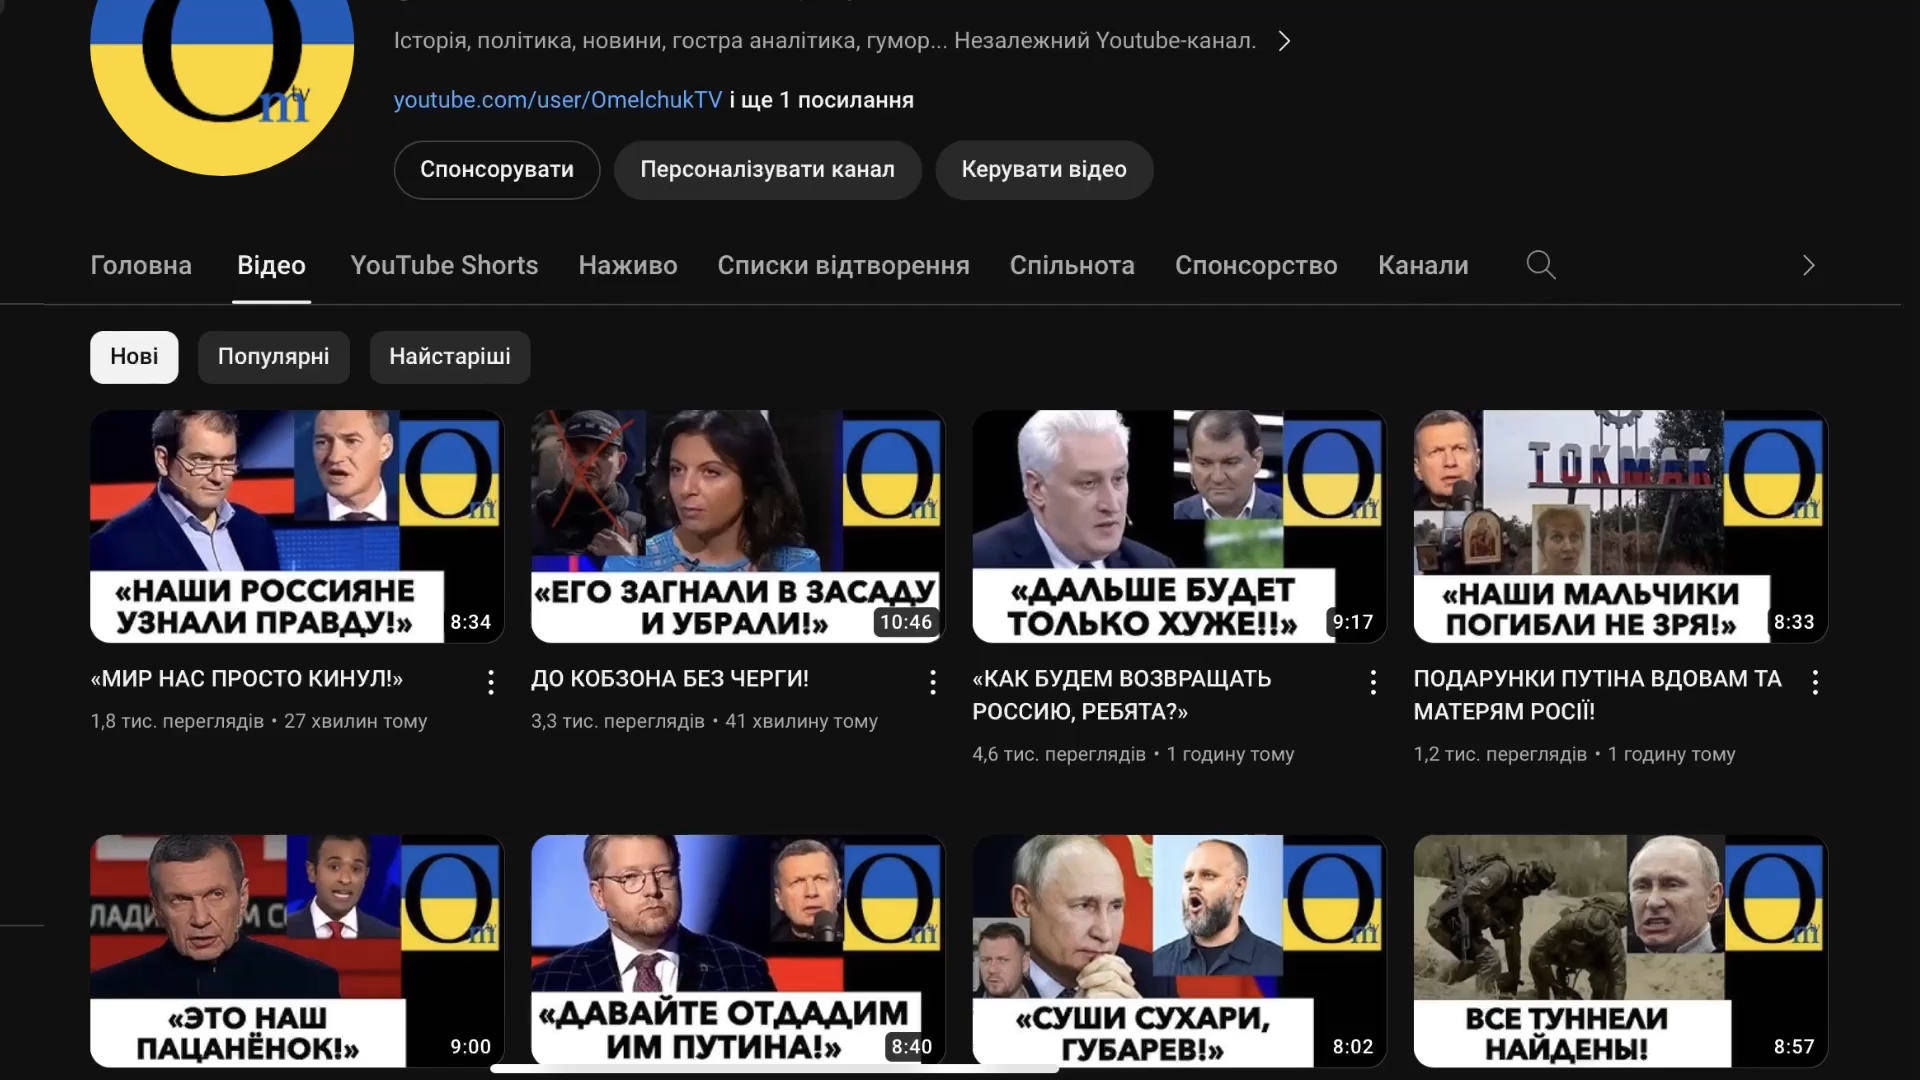 Історія, політика, новини, гостра аналітика, гумор... Незалежний Youtube-канал.
youtube.com/user/OmelchukTV і ще 1 посилання
Спонсорувати Персоналізувати канал Керувати відео
Головна Відео YouTube Shorts Наживо Списки відтворення Спільнота Спонсорство Канали
Нові Популярні Найстаріші
О
m
tv
ТОКМАК
«НАШИ РОССИЯНЕ
УЗНАЛИ ПРАВДУ!»
8:34
«ЕГО ЗАГНАЛИ В ЗАСАДУ
И УБРАЛИ!»
10:46
«ДАЛЬШЕ БУДЕТ
ТОЛЬКО ХУЖЕ!!»
9:17
«НАШИ МАЛЬЧИКИ
ПОГИБЛИ НЕ ЗРЯ!»
8:33
«МИР НАС ПРОСТО КИНУЛ!»
1,8 тис. переглядів • 27 хвилин тому
ДО КОБЗОНА БЕЗ ЧЕРГИ!
3,3 тис. переглядів • 41 хвилину тому
«КАК БУДЕМ ВОЗВРАЩАТЬ
РОССИЮ, РЕБЯТА?»
4,6 тис. переглядів • 1 годину тому
ПОДАРУНКИ ПУТІНА ВДОВАМ ТА
МАТЕРЯМ РОСІЇ!
1,2 тис. переглядів • 1 годину тому
«ЭТО НАШ
ПАЦАНЁНОК!»
9:00
«ДАВАЙТЕ ОТДАДИМ
ИМ ПУТИНА!»
8:40
«СУШИ СУХАРИ,
ГУБАРЕВ!»
8:02
ВСЕ ТУННЕЛИ
НАЙДЕНЫ!
8:57